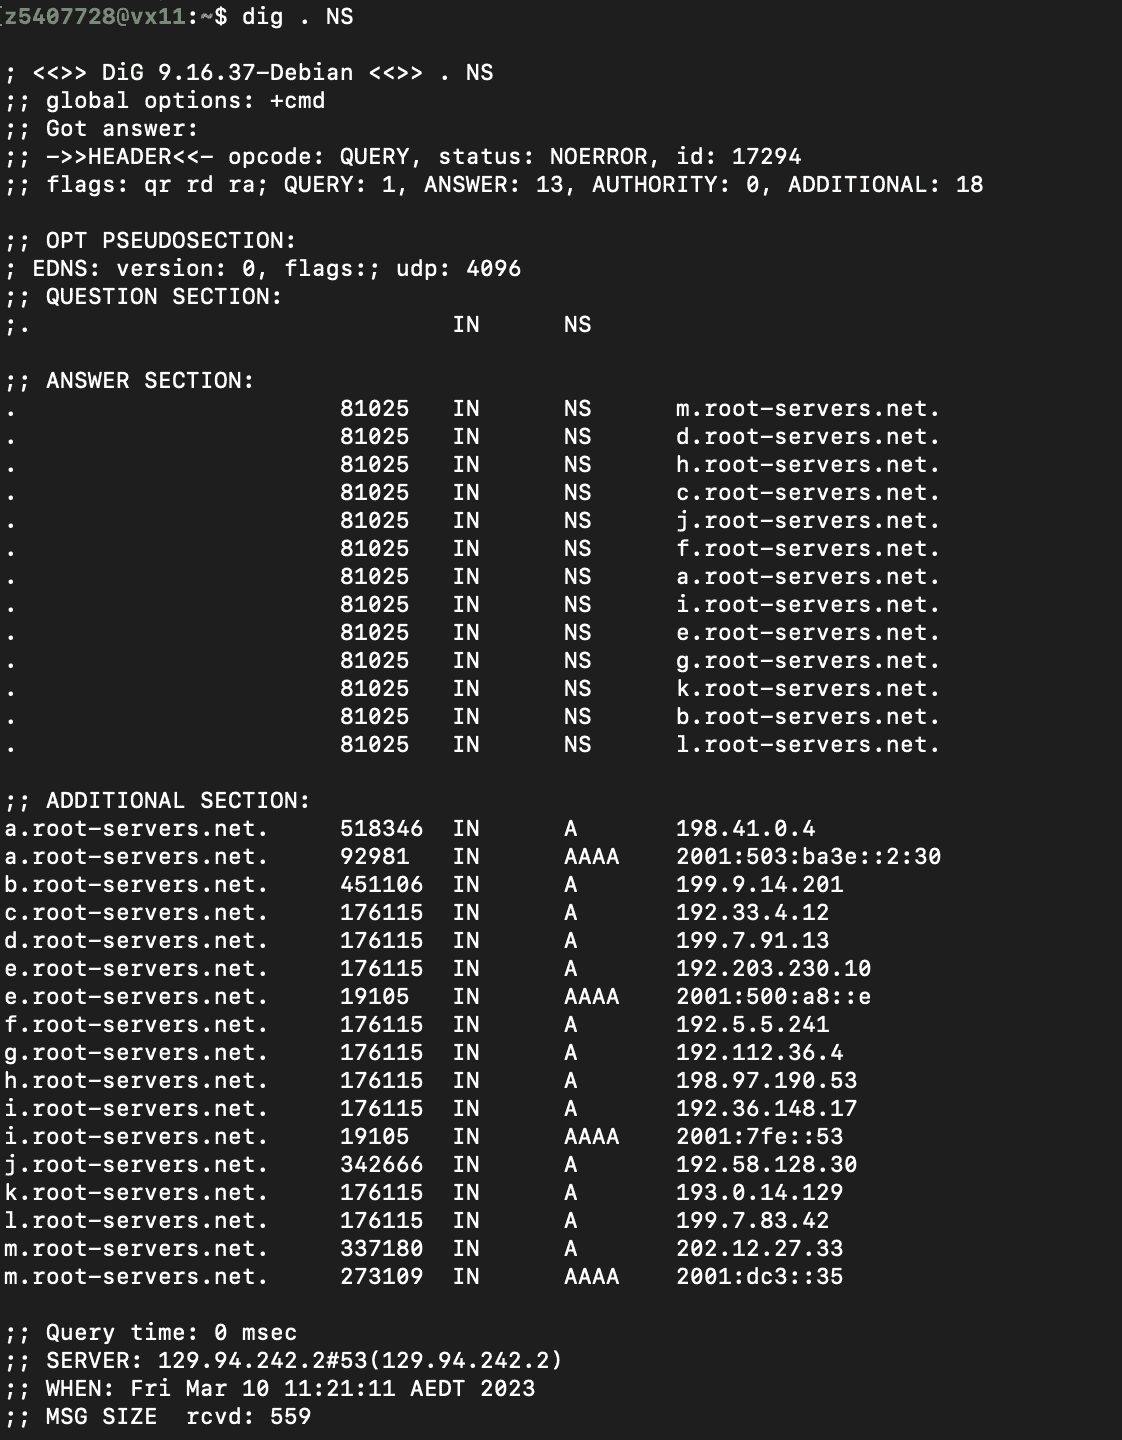 [z5407728@vx11:~$ dig . NS
; <<>> DiG 9.16.37-Debian <<>> . NS
;; global options: +cmd
;; Got answer:
;; ->>HEADER<<- opcode: QUERY, status: NOERROR, id: 17294
;; flags: qr rd ra; QUERY: 1, ANSWER: 13, AUTHORITY: 0, ADDITIONAL: 18
;; OPT PSEUDOSECTION:
; EDNS: version: 0, flags:; udp: 4096
;; QUESTION SECTION:
;. IN NS
;; ANSWER SECTION:
. 81025 IN NS m.root-servers.net.
. 81025 IN NS d.root-servers.net.
. 81025 IN NS h.root-servers.net.
. 81025 IN NS c.root-servers.net.
. 81025 IN NS j.root-servers.net.
. 81025 IN NS f.root-servers.net.
. 81025 IN NS a.root-servers.net.
. 81025 IN NS i.root-servers.net.
. 81025 IN NS e.root-servers.net.
. 81025 IN NS g.root-servers.net.
. 81025 IN NS k.root-servers.net.
. 81025 IN NS b.root-servers.net.
. 81025 IN NS l.root-servers.net.
;; ADDITIONAL SECTION:
a.root-servers.net. 518346 IN A 198.41.0.4
a.root-servers.net. 92981 IN AAAA 2001:503:ba3e::2:30
b.root-servers.net. 451106 IN A 199.9.14.201
c.root-servers.net. 176115 IN A 192.33.4.12
d.root-servers.net. 176115 IN A 199.7.91.13
e.root-servers.net. 176115 IN A 192.203.230.10
e.root-servers.net. 19105 IN AAAA 2001:500:a8::e
f.root-servers.net. 176115 IN A 192.5.5.241
g.root-servers.net. 176115 IN A 192.112.36.4
h.root-servers.net. 176115 IN A 198.97.190.53
i.root-servers.net. 176115 IN A 192.36.148.17
i.root-servers.net. 19105 IN AAAA 2001:7fe::53
j.root-servers.net. 342666 IN A 192.58.128.30
k.root-servers.net. 176115 IN A 193.0.14.129
l.root-servers.net. 176115 IN A 199.7.83.42
m.root-servers.net. 337180 IN A 202.12.27.33
m.root-servers.net. 273109 IN AAAA 2001:dc3::35
;; Query time: 0 msec
;; SERVER: 129.94.242.2#53(129.94.242.2)
;; WHEN: Fri Mar 10 11:21:11 AEDT 2023
;; MSG SIZE rcvd: 559